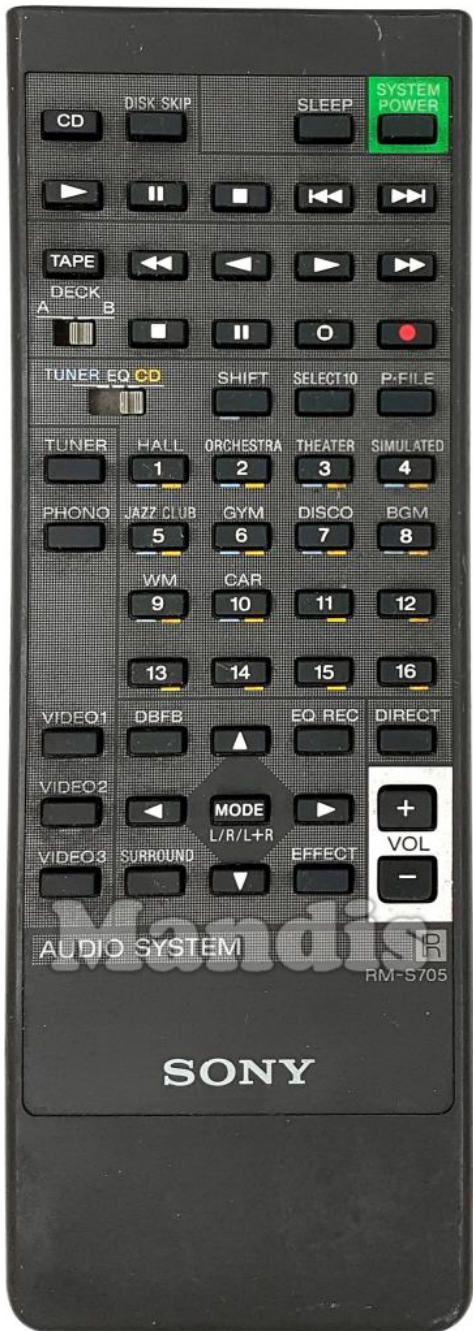 SYSTEM
DISK SKIP SLEEP POWER
CD
TAPE
DECK
A B
TUNER EQ CD SHIFT SELECT10 P·FILE
TUNER HALL ORCHESTRA THEATER SIMULATED
1 2 3 4
PHONO JAZZ CLUB GYM DISCO BGM
5 6 7 8
WM CAR
9 10 11 12
13 14 15 16
VIDEO1 DBFB EQ REC DIRECT
VIDEO2
MODE +
L/R/L+R VOL
VIDEO3 SURROUND EFFECT
−
Mandis
AUDIO SYSTEM R
RM-S705
SONY